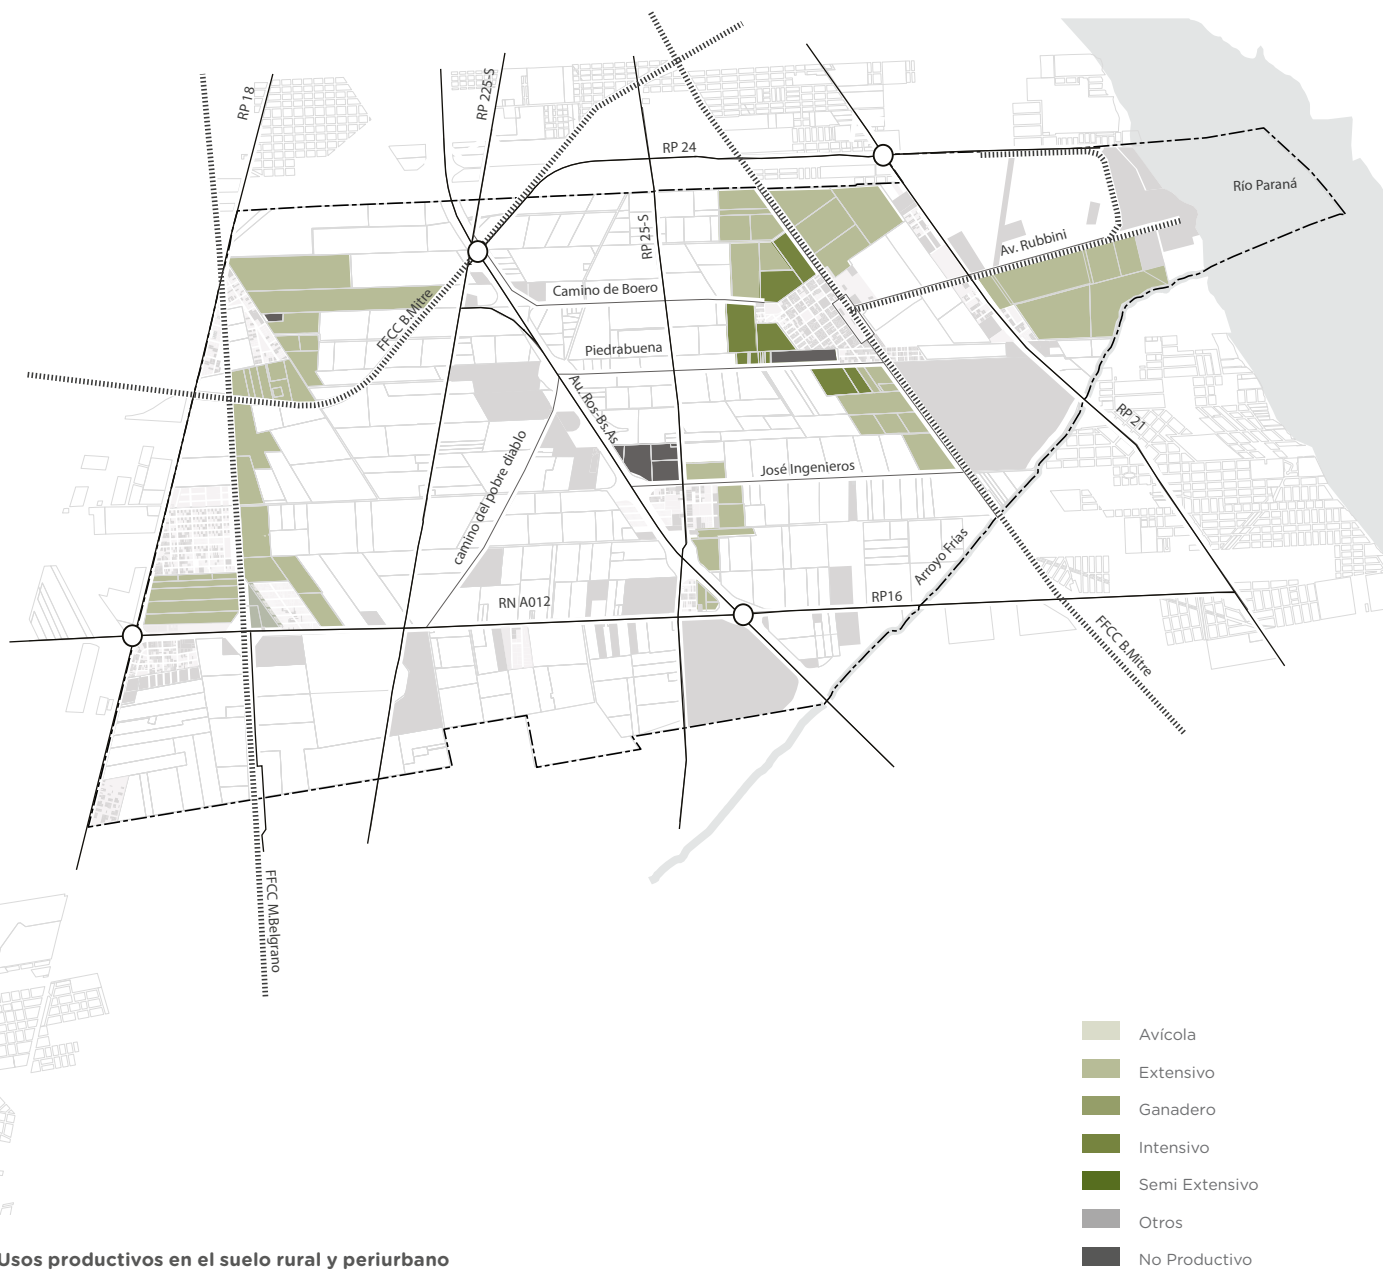 RP 18
RP 225-S
RP 24
Río Paraná
RP 25-S
Av. Rubbini
Camino de Boero
FFCC B.Mitre
Piedrabuena
Au. Ros-Bs.As.
RP 21
camino del pobre diablo
José Ingenieros
Arroyo Frías
RN A012
RP16
FFCC B.Mitre
FFCC M.Belgrano
Avícola
Extensivo
Ganadero
Intensivo
Semi Extensivo
Otros
No Productivo
Usos productivos en el suelo rural y periurbano